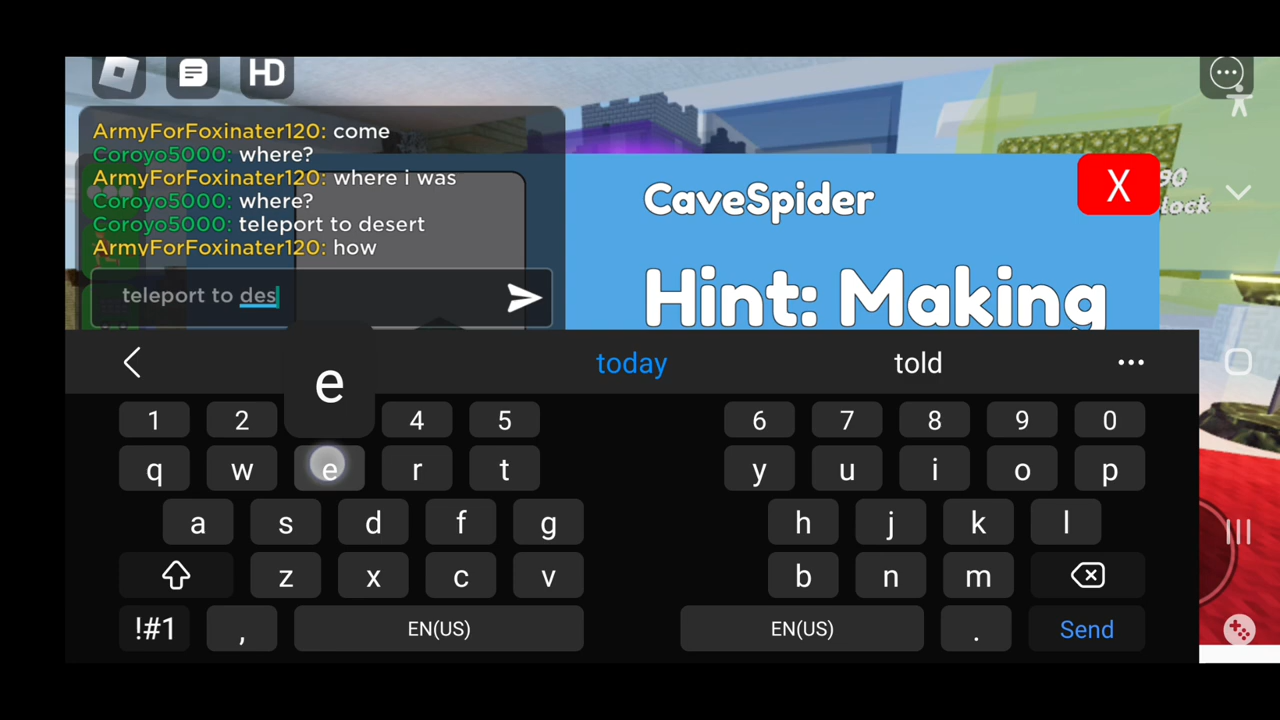 HD
ArmyForFoxinater120: come
Coroyo5000: where?
ArmyForFoxinater120: where i was
Coroyo5000: where?
Coroyo5000: teleport to desert
ArmyForFoxinater120: how
teleport to des
CaveSpider
X
90
lock
Hint: Making
today
told
e
1 2 4 5 6 7 8 9 0
q w e r t y u i o p
a s d f g h j k l
z x c v b n m
!#1 , EN(US) EN(US) . Send